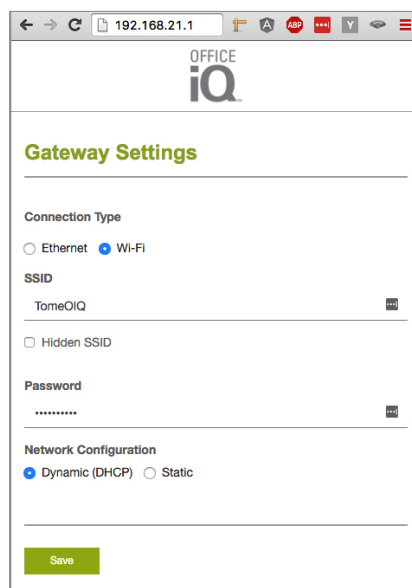 192.168.21.1
ABP
Y
OFFICE
iQ
Gateway Settings
Connection Type
Ethernet Wi-Fi
SSID
TomeOIQ
Hidden SSID
Password
••••••••••
Network Configuration
Dynamic (DHCP) Static
Save